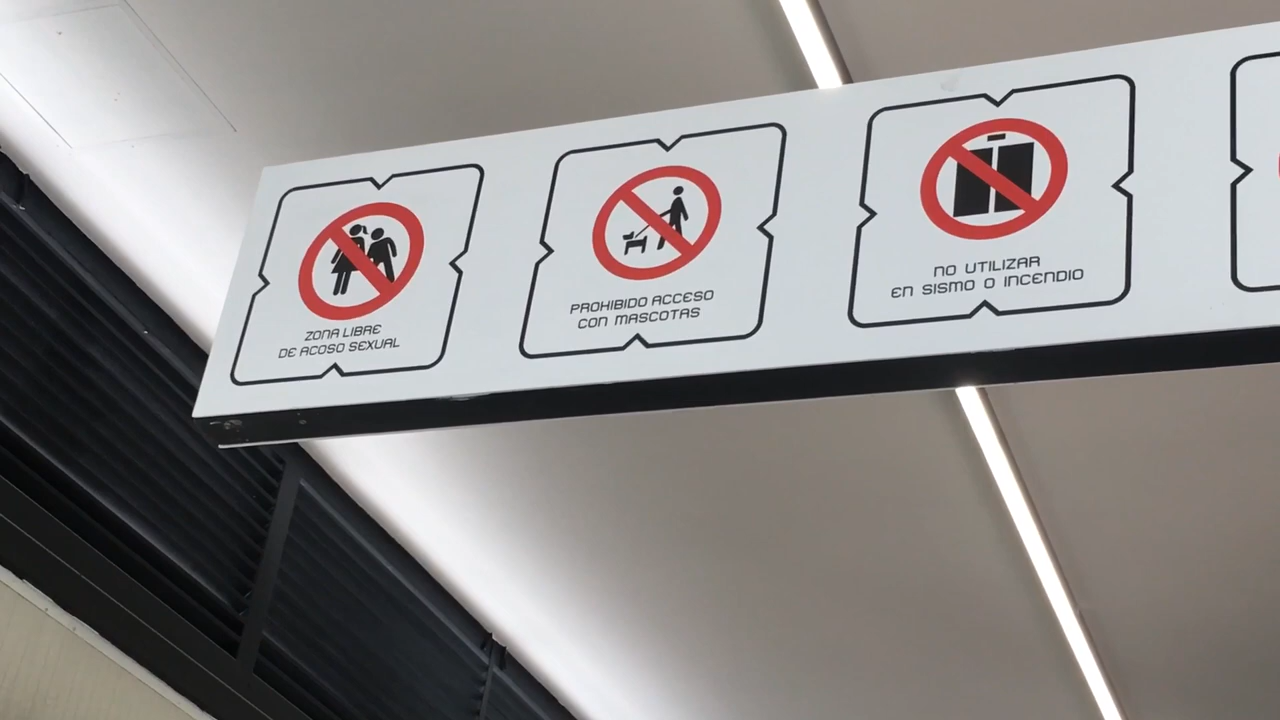 ZONA LIBRE
DE ACOSO SEXUAL
PROHIBIDO ACCESO
CON MASCOTAS
NO UTILIZAR
EN SISMO O INCENDIO